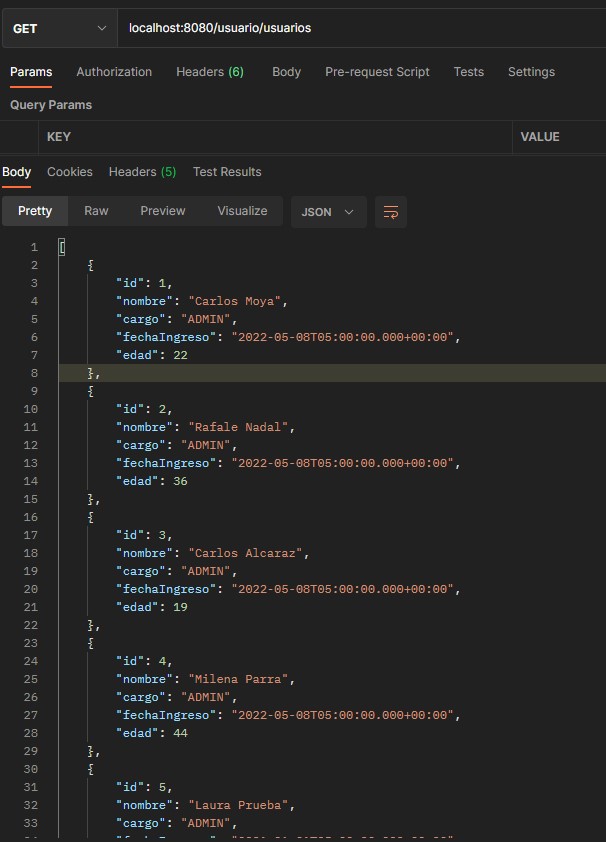 GET
localhost:8080/usuario/usuarios
Params Authorization Headers (6) Body Pre-request Script Tests Settings
Query Params
KEY VALUE
Body Cookies Headers (5) Test Results
Pretty Raw Preview Visualize JSON
1 [
2 {
3 "id": 1,
4 "nombre": "Carlos Moya",
5 "cargo": "ADMIN",
6 "fechaIngreso": "2022-05-08T05:00:00.000+00:00",
7 "edad": 22
8 },
9 {
10 "id": 2,
11 "nombre": "Rafale Nadal",
12 "cargo": "ADMIN",
13 "fechaIngreso": "2022-05-08T05:00:00.000+00:00",
14 "edad": 36
15 },
16 {
17 "id": 3,
18 "nombre": "Carlos Alcaraz",
19 "cargo": "ADMIN",
20 "fechaIngreso": "2022-05-08T05:00:00.000+00:00",
21 "edad": 19
22 },
23 {
24 "id": 4,
25 "nombre": "Milena Parra",
26 "cargo": "ADMIN",
27 "fechaIngreso": "2022-05-08T05:00:00.000+00:00",
28 "edad": 44
29 },
30 {
31 "id": 5,
32 "nombre": "Laura Prueba",
33 "cargo": "ADMIN",